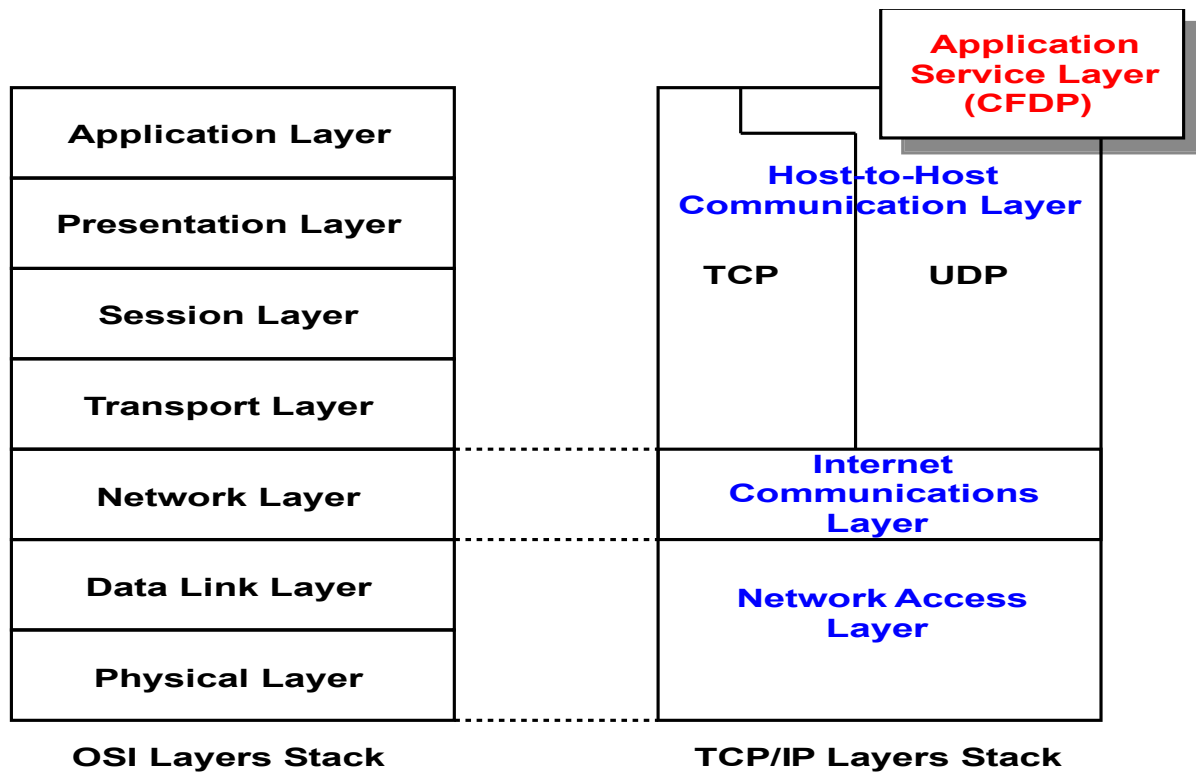 Application Layer
Presentation Layer
Session Layer
Transport Layer
Network Layer
Data Link Layer
Physical Layer
OSI Layers Stack
Application
Service Layer
(CFDP)
Host-to-Host
Communication Layer
TCP
UDP
Internet
Communications
Layer
Network Access
Layer
TCP/IP Layers Stack